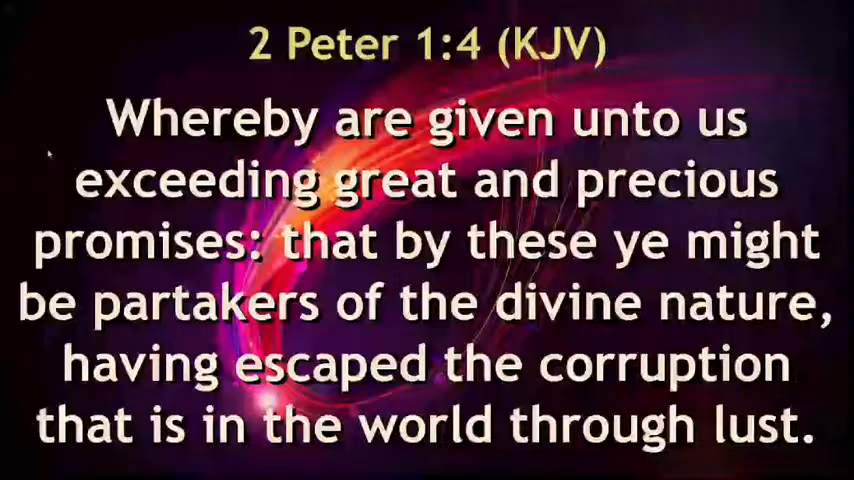 2 Peter 1:4 (KJV)
Whereby are given unto us
exceeding great and precious
promises: that by these ye might
be partakers of the divine nature,
having escaped the corruption
that is in the world through lust.